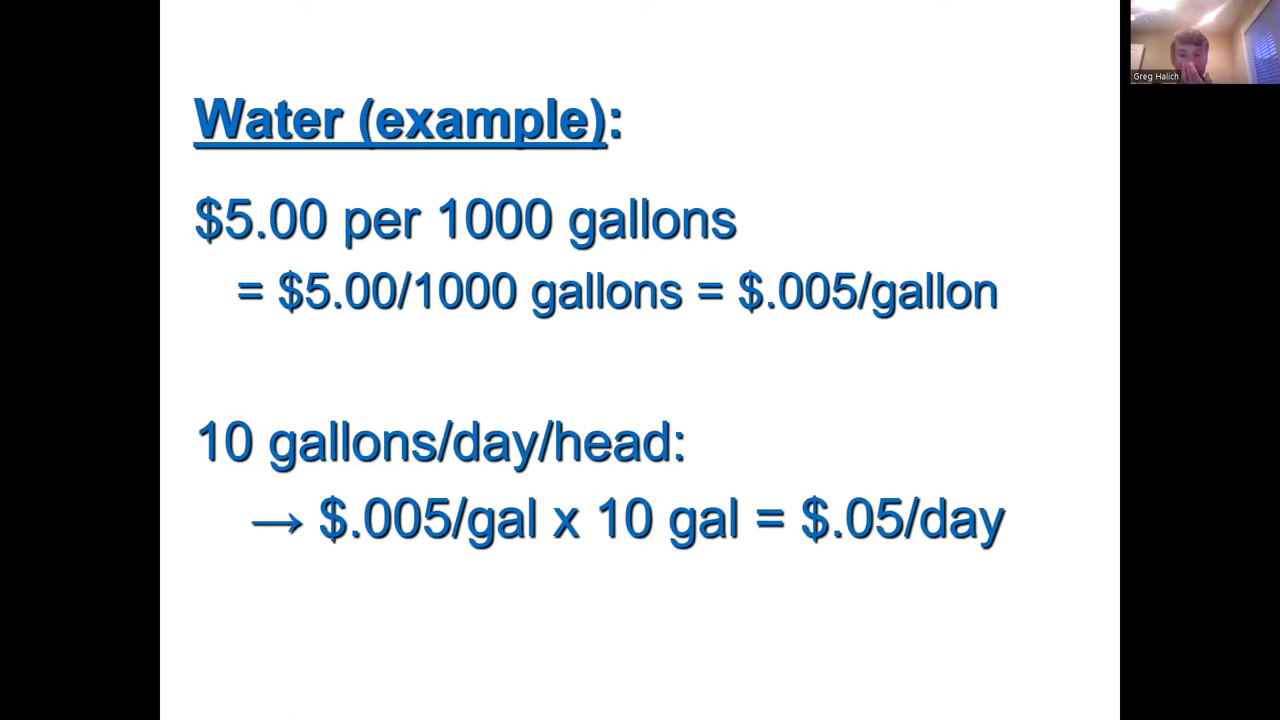 Water (example):
$5.00 per 1000 gallons
= $5.00/1000 gallons = $.005/gallon
10 gallons/day/head:
→ $.005/gal x 10 gal = $.05/day
Greg Halich